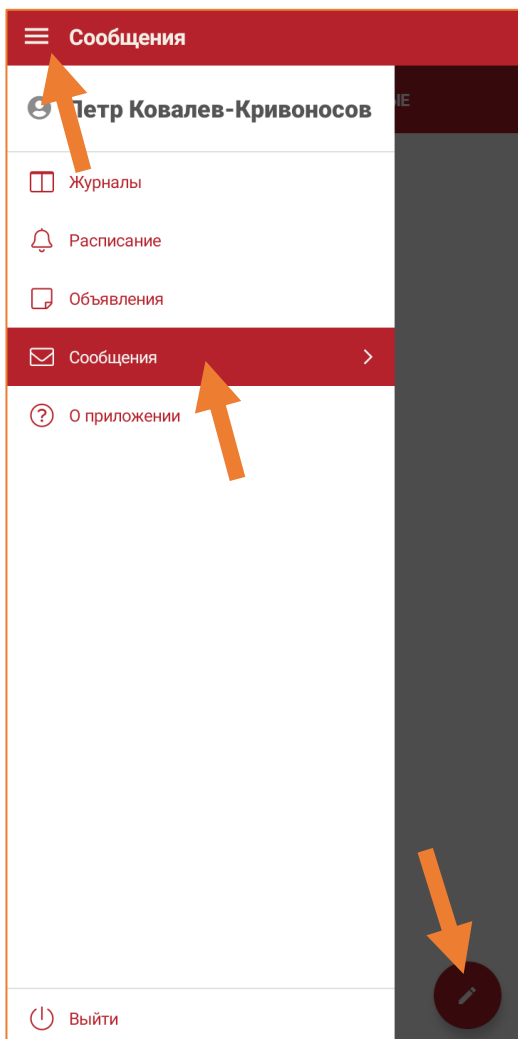 Сообщения
Петр Ковалев-Кривоносов
Журналы
Расписание
Объявления
Сообщения
О приложении
Выйти